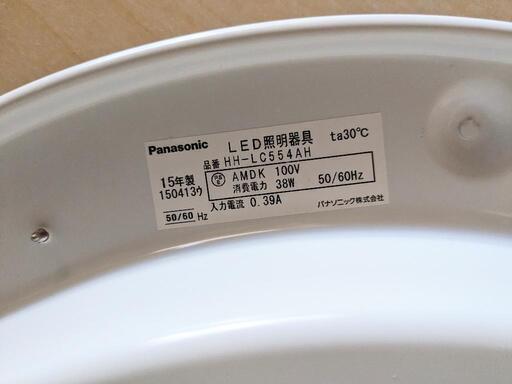 Panasonic LED照明器具 ta30℃
品番 HH-LC554AH
15年製 AMDK 100V
150413ゥ 消費電力 38W 50/60Hz
50/60 Hz 入力電流 0.39A パナソニック株式会社